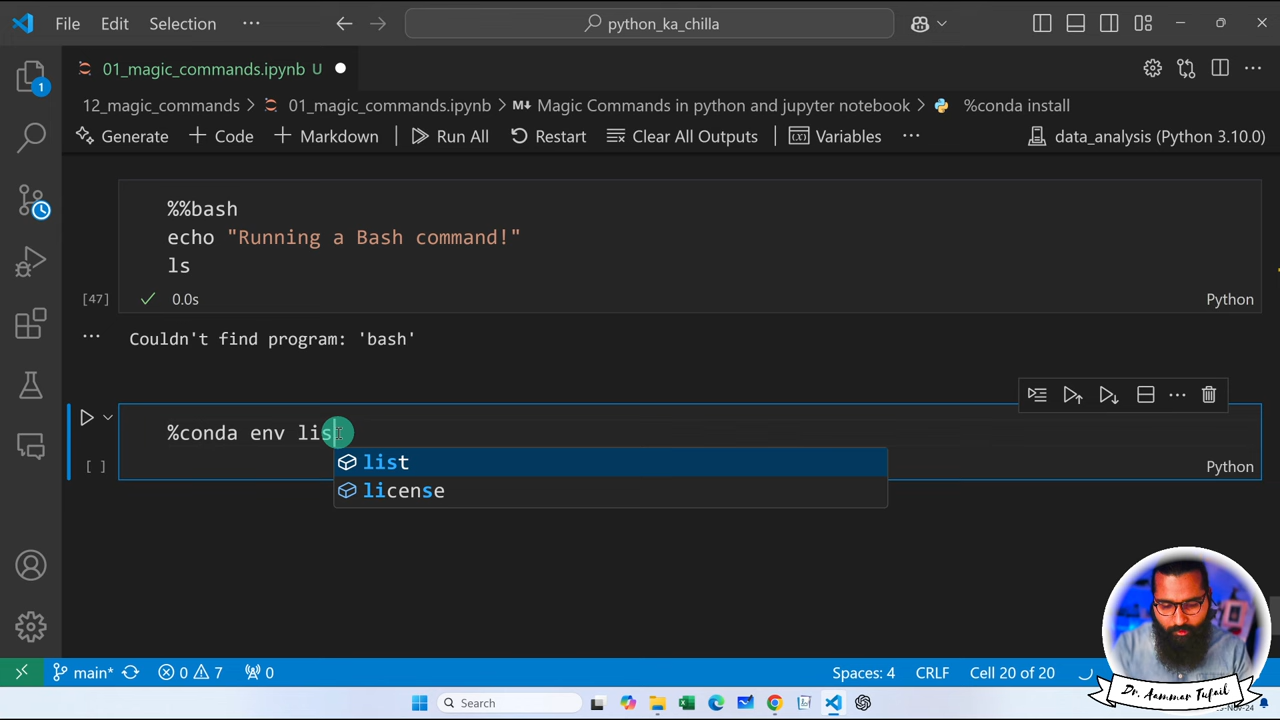 File Edit Selection ··· python_ka_chilla
01_magic_commands.ipynb U
12_magic_commands > 01_magic_commands.ipynb > M↓ Magic Commands in python and jupyter notebook > %conda install
Generate + Code + Markdown | Run All Restart Clear All Outputs | Variables ··· data_analysis (Python 3.10.0)
%%bash
echo "Running a Bash command!"
ls
[47] ✓ 0.0s Python
··· Couldn't find program: 'bash'
%conda env lis
list
[ ] Python
license
1
main* 0 7 0 Spaces: 4 CRLF Cell 20 of 20
Dr. Aammar Tufail
Search